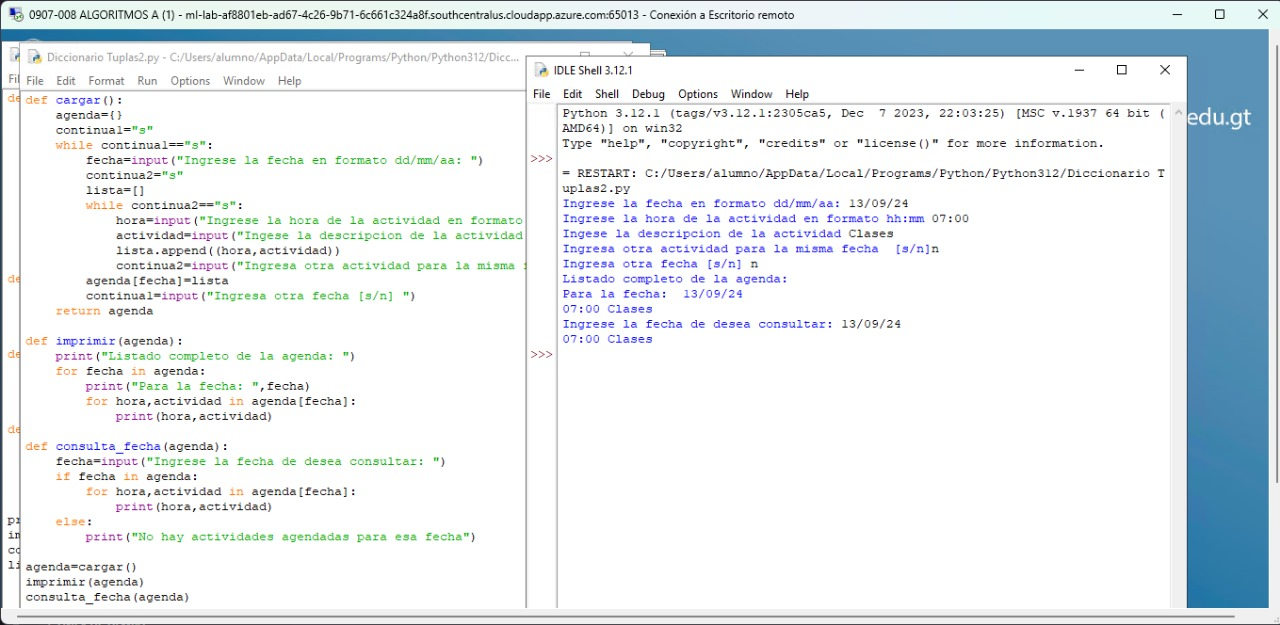 0907-008 ALGORITMOS A (1) - ml-lab-af8801eb-ad67-4c26-9b71-6c661c324a8f.southcentralus.cloudapp.azure.com:65013 - Conexión a Escritorio remoto
Diccionario Tuplas2.py - C:/Users/alumno/AppData/Local/Programs/Python/Python312/Dicc...
File Edit Format Run Options Window Help
def cargar():
    agenda={}
    continua1="s"
    while continua1=="s":
        fecha=input("Ingrese la fecha en formato dd/mm/aa: ")
        continua2="s"
        lista=[]
        while continua2=="s":
            hora=input("Ingrese la hora de la actividad en formato
            actividad=input("Ingese la descripcion de la actividad
            lista.append((hora,actividad))
            continua2=input("Ingresa otra actividad para la misma
        agenda[fecha]=lista
        continua1=input("Ingresa otra fecha [s/n] ")
    return agenda
def imprimir(agenda):
    print("Listado completo de la agenda: ")
    for fecha in agenda:
        print("Para la fecha: ",fecha)
        for hora,actividad in agenda[fecha]:
            print(hora,actividad)
def consulta_fecha(agenda):
    fecha=input("Ingrese la fecha de desea consultar: ")
    if fecha in agenda:
        for hora,actividad in agenda[fecha]:
            print(hora,actividad)
    else:
        print("No hay actividades agendadas para esa fecha")
agenda=cargar()
imprimir(agenda)
consulta_fecha(agenda)
IDLE Shell 3.12.1
File Edit Shell Debug Options Window Help
Python 3.12.1 (tags/v3.12.1:2305ca5, Dec  7 2023, 22:03:25) [MSC v.1937 64 bit (
AMD64)] on win32
Type "help", "copyright", "credits" or "license()" for more information.
>>>
= RESTART: C:/Users/alumno/AppData/Local/Programs/Python/Python312/Diccionario T
uplas2.py
Ingrese la fecha en formato dd/mm/aa: 13/09/24
Ingrese la hora de la actividad en formato hh:mm 07:00
Ingese la descripcion de la actividad Clases
Ingresa otra actividad para la misma fecha  [s/n]n
Ingresa otra fecha [s/n] n
Listado completo de la agenda:
Para la fecha:  13/09/24
07:00 Clases
Ingrese la fecha de desea consultar: 13/09/24
07:00 Clases
>>>
edu.gt